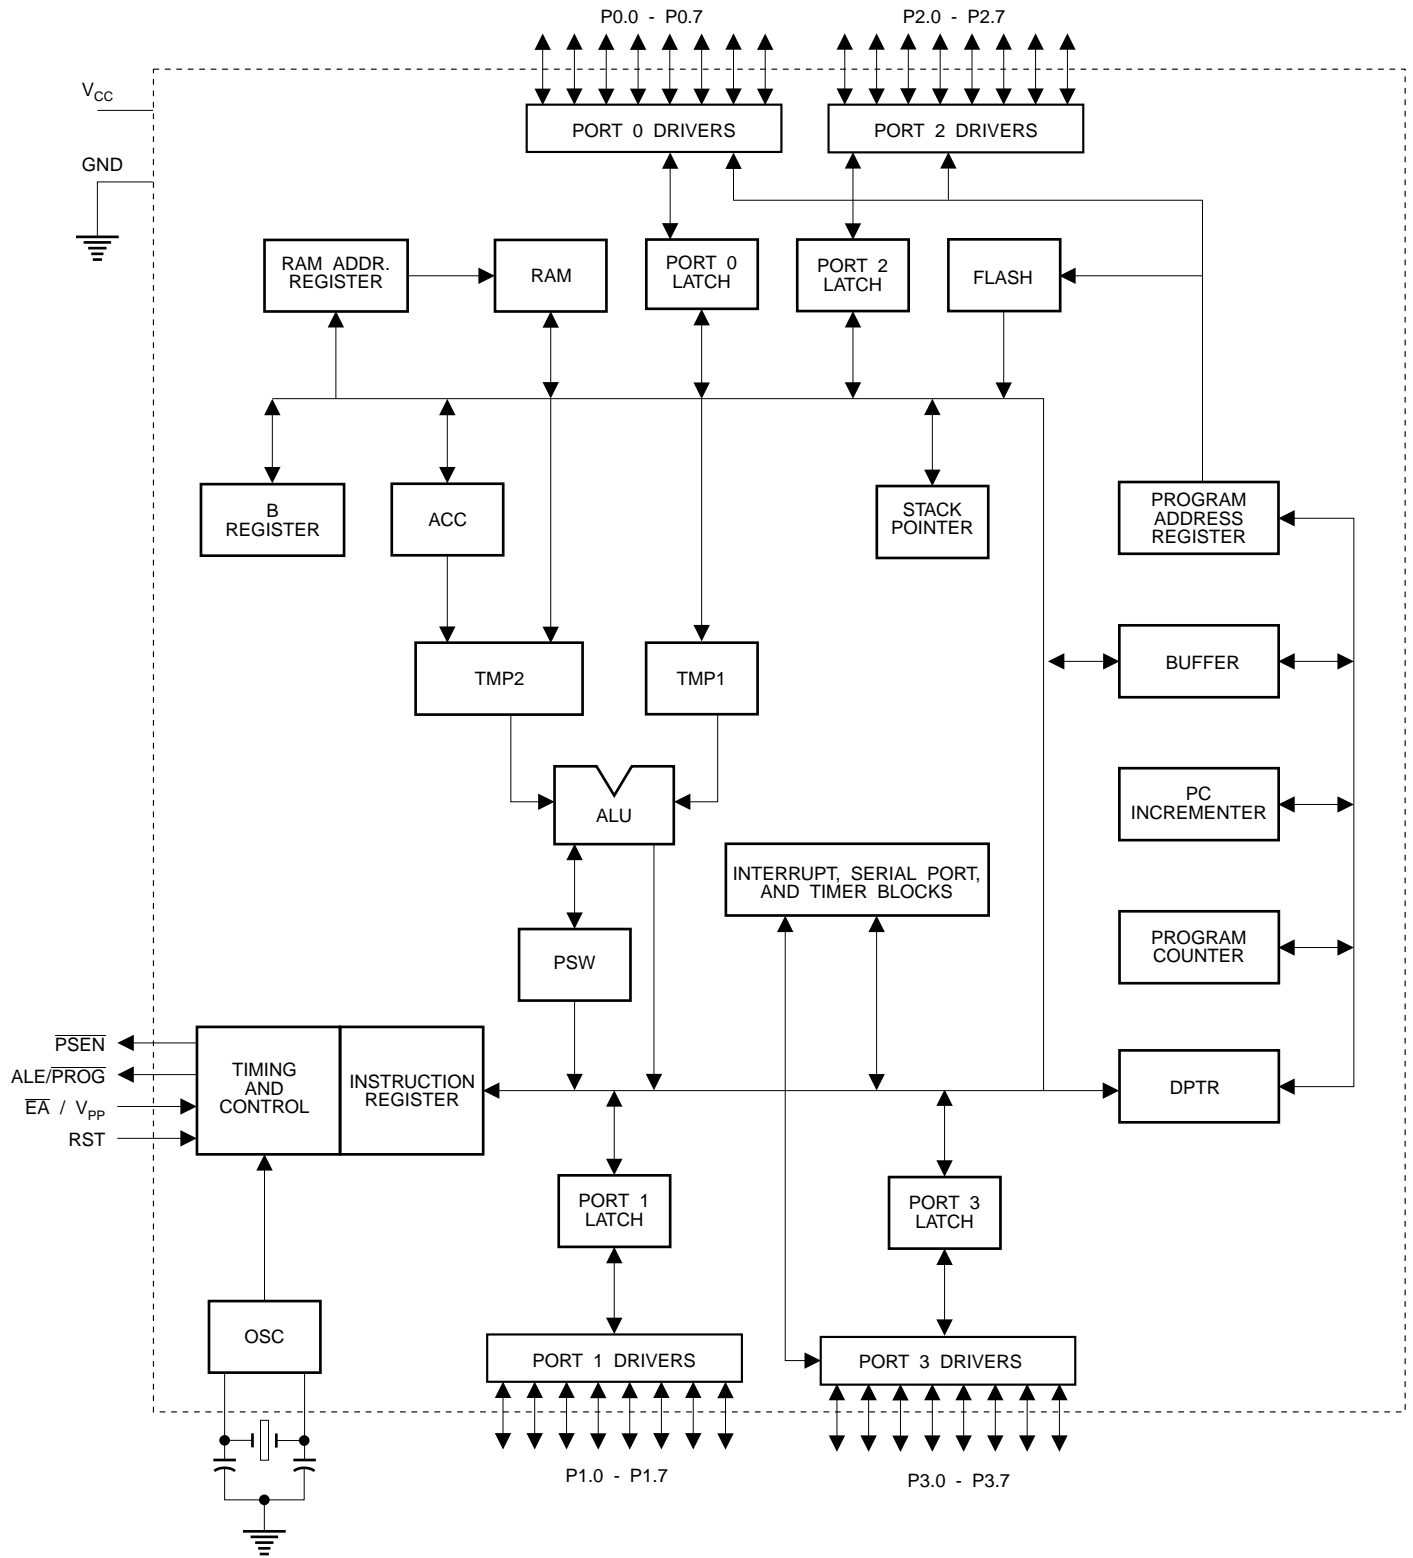 P0.0 - P0.7
P2.0 - P2.7
VCC
GND
PORT 0 DRIVERS
PORT 2 DRIVERS
RAM ADDR.
REGISTER
RAM
PORT 0
LATCH
PORT 2
LATCH
FLASH
B
REGISTER
ACC
STACK
POINTER
PROGRAM
ADDRESS
REGISTER
TMP2
TMP1
BUFFER
ALU
PC
INCREMENTER
INTERRUPT, SERIAL PORT,
AND TIMER BLOCKS
PSW
PROGRAM
COUNTER
PSEN
ALE/PROG
EA / VPP
RST
TIMING
AND
CONTROL
INSTRUCTION
REGISTER
DPTR
PORT 1
LATCH
PORT 3
LATCH
OSC
PORT 1 DRIVERS
PORT 3 DRIVERS
P1.0 - P1.7
P3.0 - P3.7